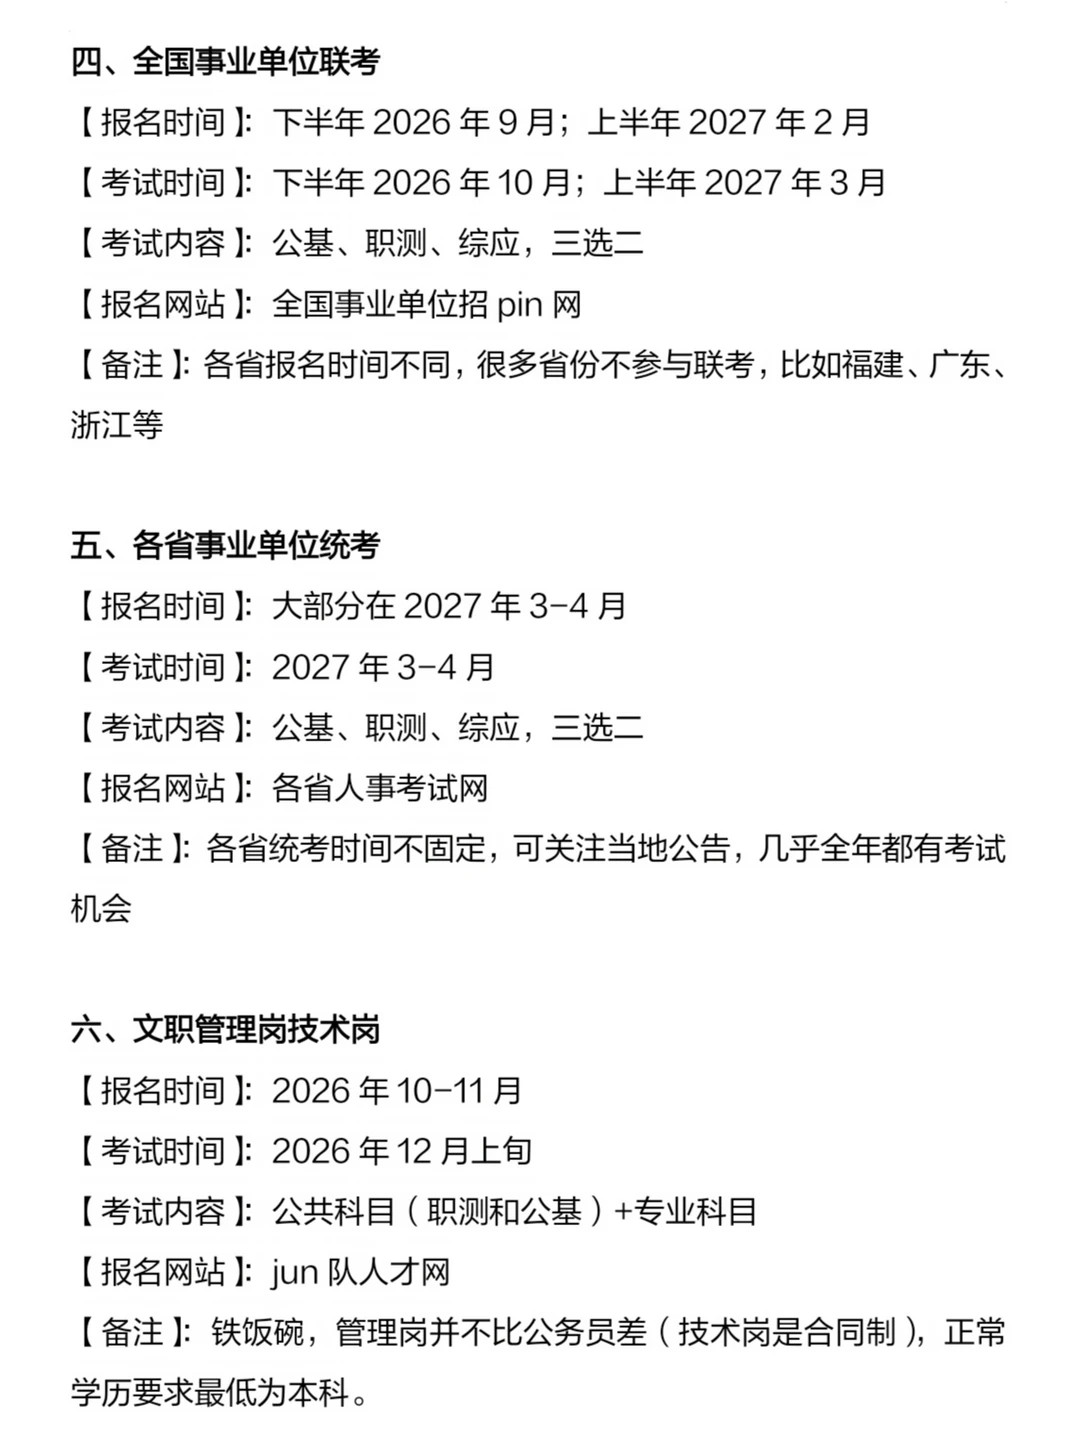 四、全国事业单位联考
【报名时间】：下半年 2026 年 9 月；上半年 2027 年 2 月
【考试时间】：下半年 2026 年 10 月；上半年 2027 年 3 月
【考试内容】：公基、职测、综应，三选二
【报名网站】：全国事业单位招 pin 网
【备注】：各省报名时间不同，很多省份不参与联考，比如福建、广东、
浙江等
五、各省事业单位统考
【报名时间】：大部分在 2027 年 3-4 月
【考试时间】：2027 年 3-4 月
【考试内容】：公基、职测、综应，三选二
【报名网站】：各省人事考试网
【备注】：各省统考时间不固定，可关注当地公告，几乎全年都有考试
机会
六、文职管理岗技术岗
【报名时间】：2026 年 10-11 月
【考试时间】：2026 年 12 月上旬
【考试内容】：公共科目（职测和公基）+专业科目
【报名网站】：jun 队人才网
【备注】：铁饭碗，管理岗并不比公务员差（技术岗是合同制），正常
学历要求最低为本科。